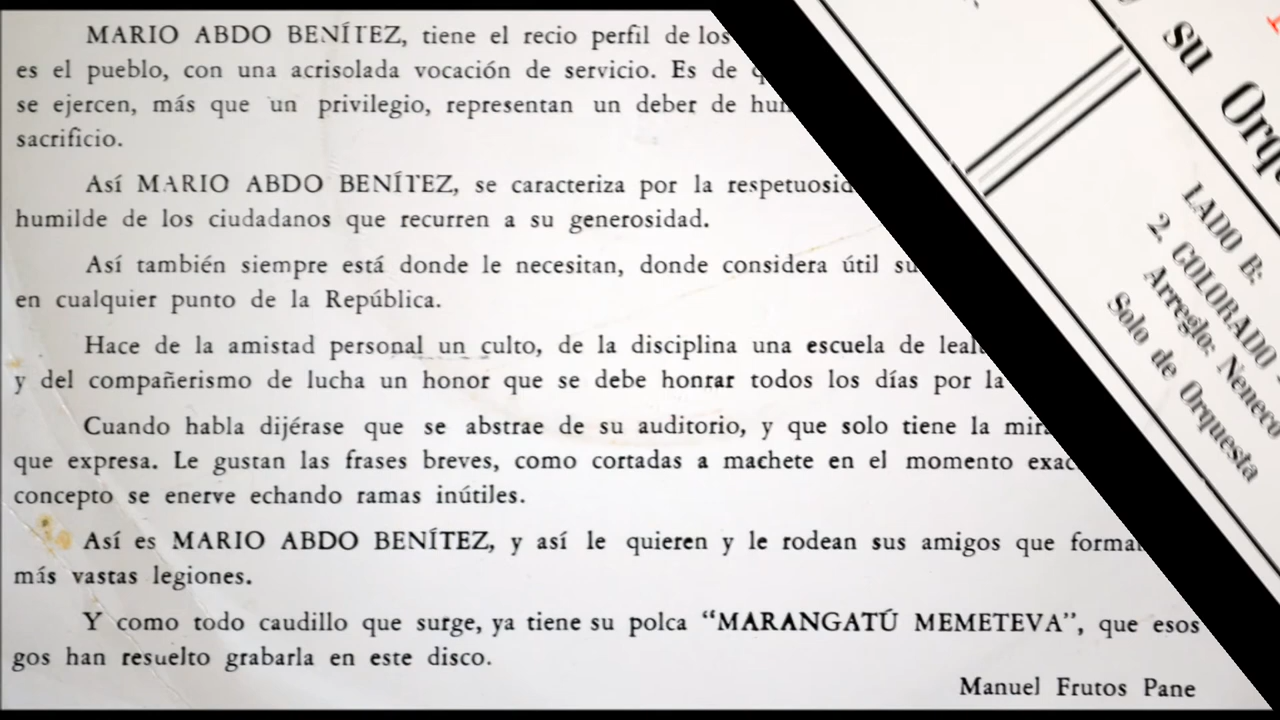 MARIO ABDO BENÍTEZ, tiene el recio perfil de los
es el pueblo, con una acrisolada vocación de servicio. Es de
se ejercen, más que un privilegio, representan un deber de
sacrificio.
Así MARIO ABDO BENÍTEZ, se caracteriza por la
humilde de los ciudadanos que recurren a su generosidad.
Así también siempre está donde le necesitan, donde considera útil su
en cualquier punto de la República.
Hace de la amistad personal un culto, de la disciplina una escuela de
y del compañerismo de lucha un honor que se debe honrar todos los días por la
Cuando habla dijérase que se abstrae de su auditorio, y que solo tiene la
que expresa. Le gustan las frases breves, como cortadas a machete en el momento
concepto se enerve echando ramas inútiles.
Así es MARIO ABDO BENÍTEZ, y así le quieren y le rodean sus amigos que
más vastas legiones.
Y como todo caudillo que surge, ya tiene su polca “MARANGATÚ MEMETEVA”, que esos
gos han resuelto grabarla en este disco.
Manuel Frutos Pane
su
LADO B:
2. COLORADO
Arreglo: Neneco
Solo de Orquesta